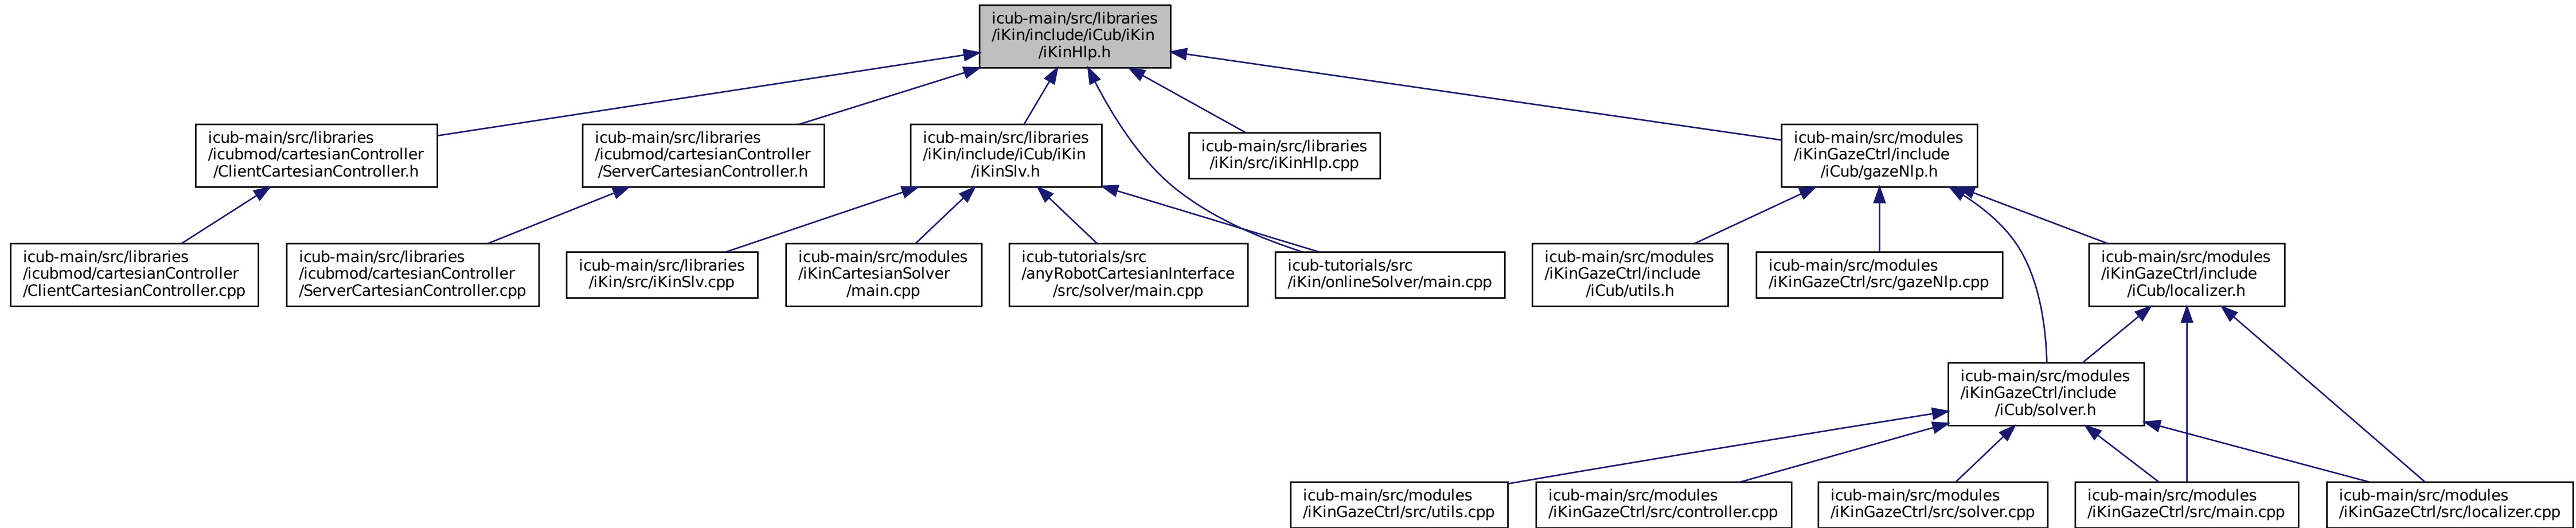 icub-main/src/libraries
/iKin/include/iCub/iKin
/iKinHlp.h
icub-main/src/libraries
/icubmod/cartesianController
/ClientCartesianController.h
icub-main/src/libraries
/icubmod/cartesianController
/ServerCartesianController.h
icub-main/src/libraries
/iKin/include/iCub/iKin
/iKinSlv.h
icub-main/src/libraries
/iKin/src/iKinHlp.cpp
icub-main/src/modules
/iKinGazeCtrl/include
/iCub/gazeNlp.h
icub-main/src/libraries
/icubmod/cartesianController
/ClientCartesianController.cpp
icub-main/src/libraries
/icubmod/cartesianController
/ServerCartesianController.cpp
icub-main/src/libraries
/iKin/src/iKinSlv.cpp
icub-main/src/modules
/iKinCartesianSolver
/main.cpp
icub-tutorials/src
/anyRobotCartesianInterface
/src/solver/main.cpp
icub-tutorials/src
/iKin/onlineSolver/main.cpp
icub-main/src/modules
/iKinGazeCtrl/include
/iCub/utils.h
icub-main/src/modules
/iKinGazeCtrl/src/gazeNlp.cpp
icub-main/src/modules
/iKinGazeCtrl/include
/iCub/localizer.h
icub-main/src/modules
/iKinGazeCtrl/include
/iCub/solver.h
icub-main/src/modules
/iKinGazeCtrl/src/utils.cpp
icub-main/src/modules
/iKinGazeCtrl/src/controller.cpp
icub-main/src/modules
/iKinGazeCtrl/src/solver.cpp
icub-main/src/modules
/iKinGazeCtrl/src/main.cpp
icub-main/src/modules
/iKinGazeCtrl/src/localizer.cpp